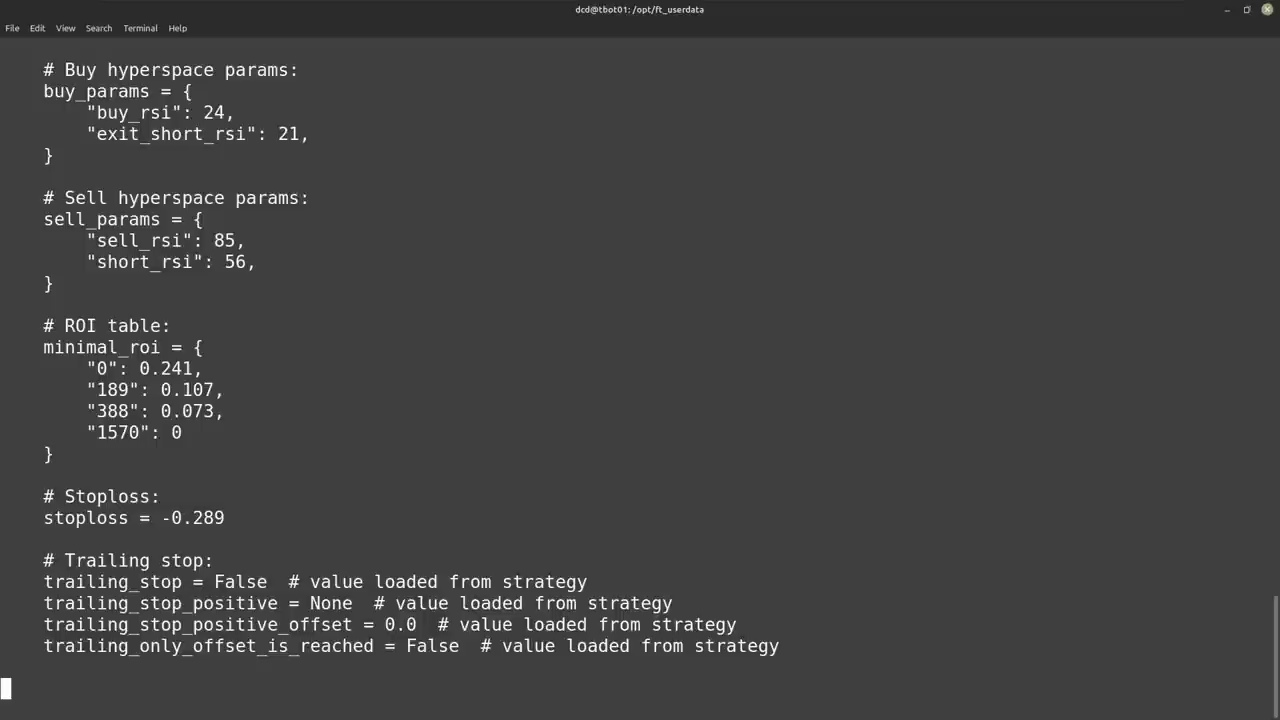 dcd@tbot01: /opt/ft_userdata
File Edit View Search Terminal Help
# Buy hyperspace params:
buy_params = {
"buy_rsi": 24,
"exit_short_rsi": 21,
}
# Sell hyperspace params:
sell_params = {
"sell_rsi": 85,
"short_rsi": 56,
}
# ROI table:
minimal_roi = {
"0": 0.241,
"189": 0.107,
"388": 0.073,
"1570": 0
}
# Stoploss:
stoploss = -0.289
# Trailing stop:
trailing_stop = False  # value loaded from strategy
trailing_stop_positive = None  # value loaded from strategy
trailing_stop_positive_offset = 0.0  # value loaded from strategy
trailing_only_offset_is_reached = False  # value loaded from strategy